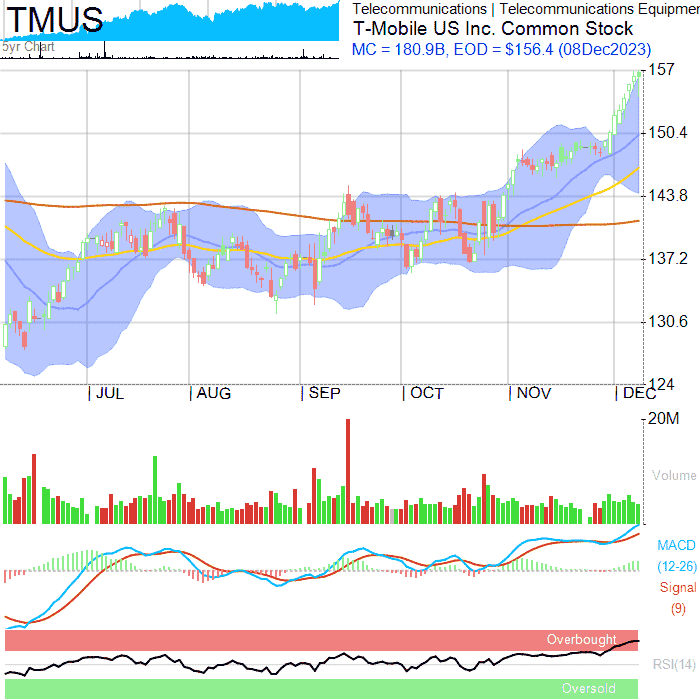 TMUS
5yr Chart
Telecommunications | Telecommunications Equipmen
T-Mobile US Inc. Common Stock
MC = 180.9B, EOD = $156.4 (08Dec2023)
157
150.4
143.8
137.2
130.6
124
JUL
AUG
SEP
OCT
NOV
DEC
20M
Volume
MACD
(12-26)
Signal
(9)
Overbought
RSI(14)
Oversold